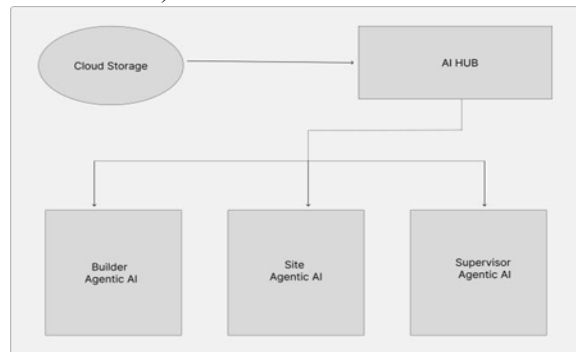 Cloud Storage
AI HUB
Builder
Agentic AI
Site
Agentic AI
Supervisor
Agentic AI